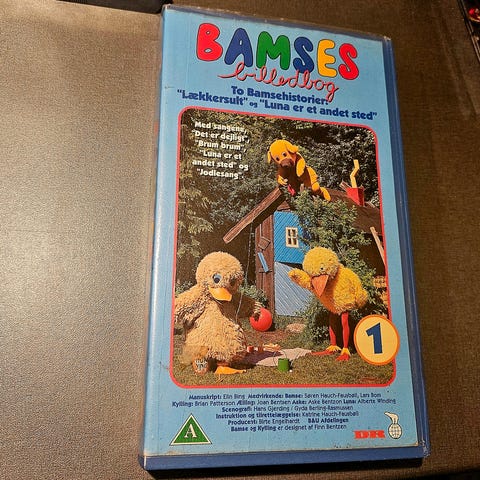 BAMSES
billedbog
To Bamsehistorier:
"Lækkersult" og "Luna er et andet sted"
Med sangene,
"Det er dejligt",
"Brum brum",
"Luna er et
andet sted" og
"Jodlesang"
1
Manuskript: Elin Bing Medvirkende: Bamse: Søren Hauch-Fausbøll, Lars Bom
Kylling: Brian Patterson Ælling: Joan Bentsen Aske: Aske Bentzon Luna: Alberte Winding
Scenografi: Hans Gjerding / Gyda Berling-Rasmussen
Instruktion og tilrettelæggelse: Katrine Hauch-Fausbøll
Producent: Birte Engelhardt B&U Afdelingen
Bamse og Kylling er designet af Finn Bentzen
A
DR